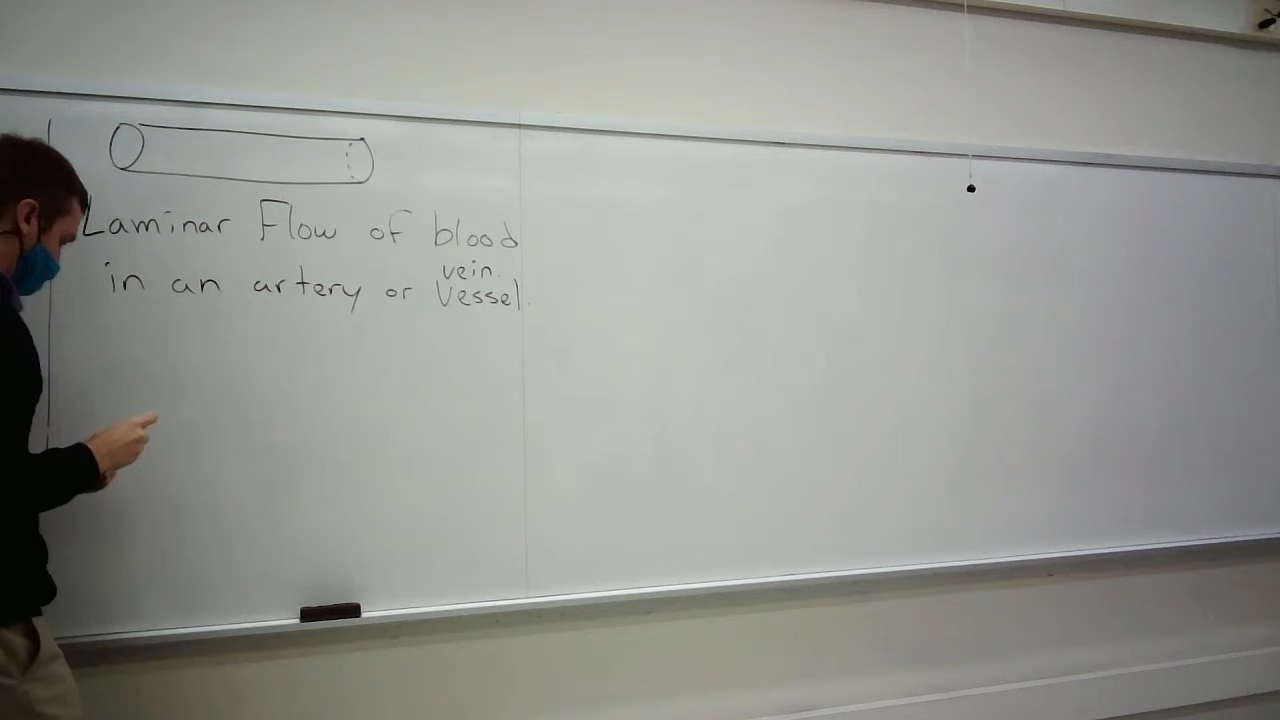 Laminar Flow of blood
vein.
in an artery or Vessel.